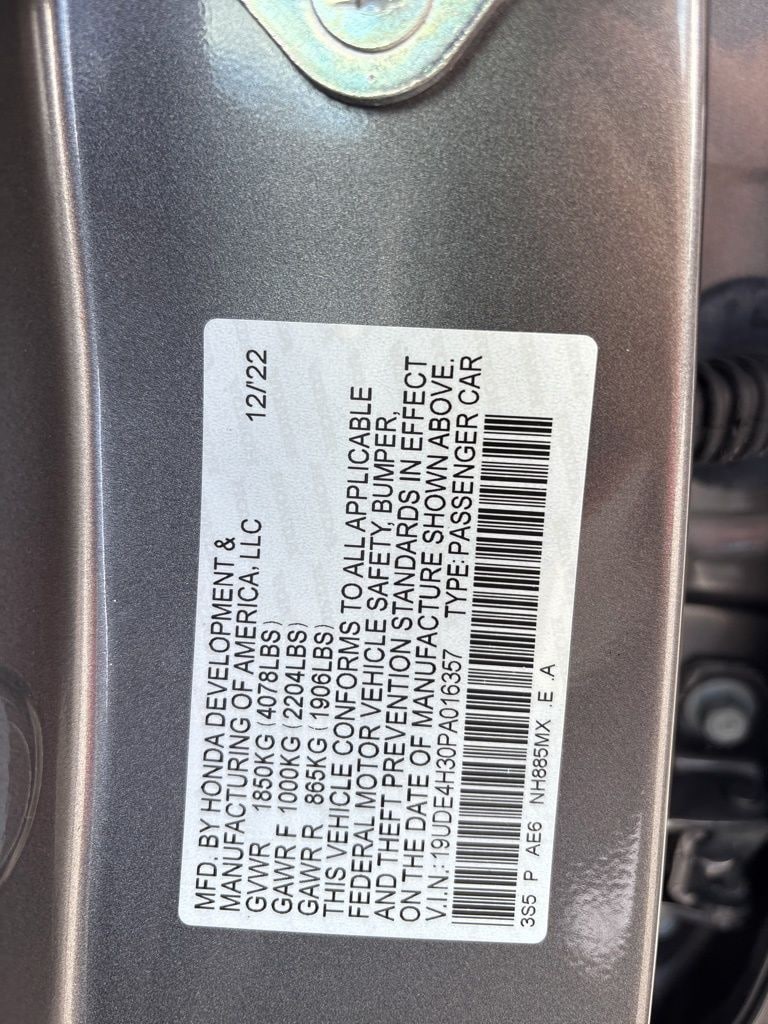 MFD. BY HONDA DEVELOPMENT &
MANUFACTURING OF AMERICA, LLC 12/'22
GVWR 1850KG (4078LBS)
GAWR F 1000KG (2204LBS)
GAWR R 865KG (1906LBS)
THIS VEHICLE CONFORMS TO ALL APPLICABLE
FEDERAL MOTOR VEHICLE SAFETY, BUMPER,
AND THEFT PREVENTION STANDARDS IN EFFECT
ON THE DATE OF MANUFACTURE SHOWN ABOVE.
V.I.N.:19UDE4H30PA016357 TYPE:PASSENGER CAR
3S5 P AE6 NH885MX .E .A